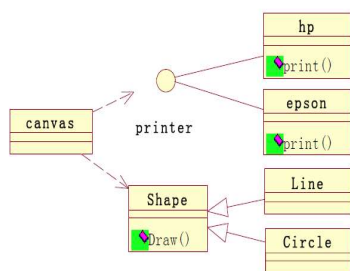 hp
print()
canvas
printer
epson
print()
Shape
Draw()
Line
Circle